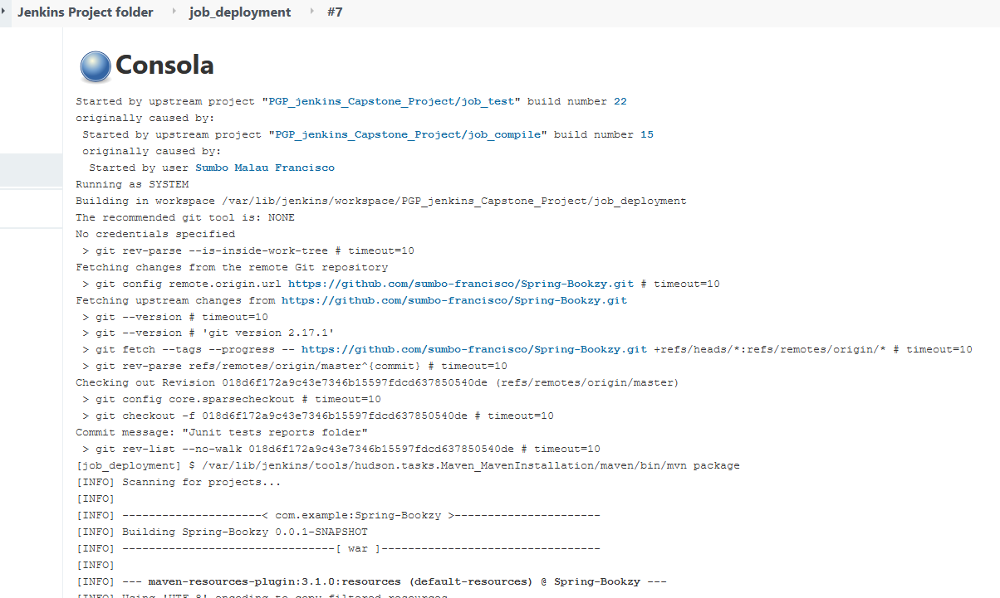 Jenkins Project folder job_deployment #7
Consola
Started by upstream project "PGP_jenkins_Capstone_Project/job_test" build number 22
originally caused by:
Started by upstream project "PGP_jenkins_Capstone_Project/job_compile" build number 15
originally caused by:
Started by user Sumbo Malau Francisco
Running as SYSTEM
Building in workspace /var/lib/jenkins/workspace/PGP_jenkins_Capstone_Project/job_deployment
The recommended git tool is: NONE
No credentials specified
> git rev-parse --is-inside-work-tree # timeout=10
Fetching changes from the remote Git repository
> git config remote.origin.url https://github.com/sumbo-francisco/Spring-Bookzy.git # timeout=10
Fetching upstream changes from https://github.com/sumbo-francisco/Spring-Bookzy.git
> git --version # timeout=10
> git --version # 'git version 2.17.1'
> git fetch --tags --progress -- https://github.com/sumbo-francisco/Spring-Bookzy.git +refs/heads/*:refs/remotes/origin/* # timeout=10
> git rev-parse refs/remotes/origin/master^{commit} # timeout=10
Checking out Revision 018d6f172a9c43e7346b15597fdcd637850540de (refs/remotes/origin/master)
> git config core.sparsecheckout # timeout=10
> git checkout -f 018d6f172a9c43e7346b15597fdcd637850540de # timeout=10
Commit message: "Junit tests reports folder"
> git rev-list --no-walk 018d6f172a9c43e7346b15597fdcd637850540de # timeout=10
[job_deployment] $ /var/lib/jenkins/tools/hudson.tasks.Maven_MavenInstallation/maven/bin/mvn package
[INFO] Scanning for projects...
[INFO]
[INFO] ---------------------< com.example:Spring-Bookzy >----------------------
[INFO] Building Spring-Bookzy 0.0.1-SNAPSHOT
[INFO] --------------------------------[ war ]---------------------------------
[INFO]
[INFO] --- maven-resources-plugin:3.1.0:resources (default-resources) @ Spring-Bookzy ---
[INFO] Using 'UTF-8' encoding to copy filtered resources.